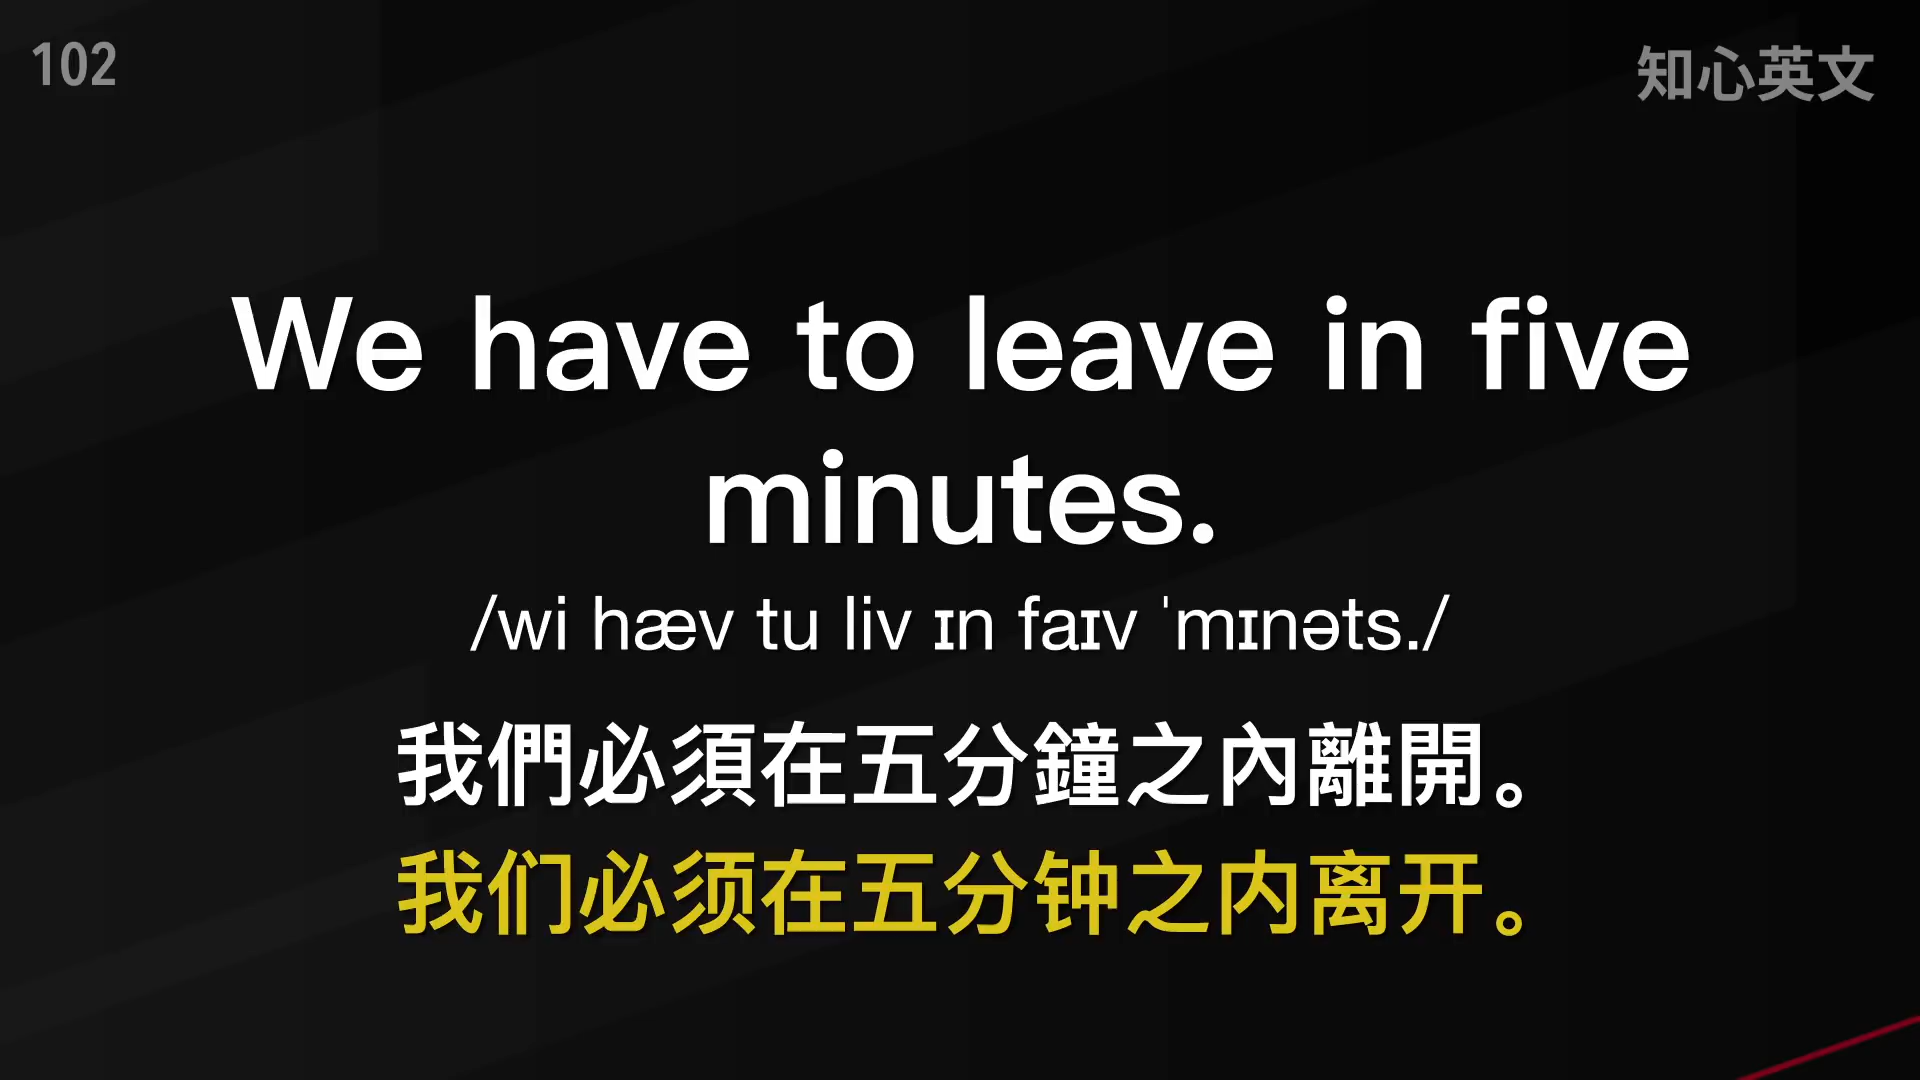 102
知心英文
We have to leave in five
minutes.
/wi hæv tu liv ɪn faɪv ˈmɪnəts./
我們必須在五分鐘之內離開。
我们必须在五分钟之内离开。